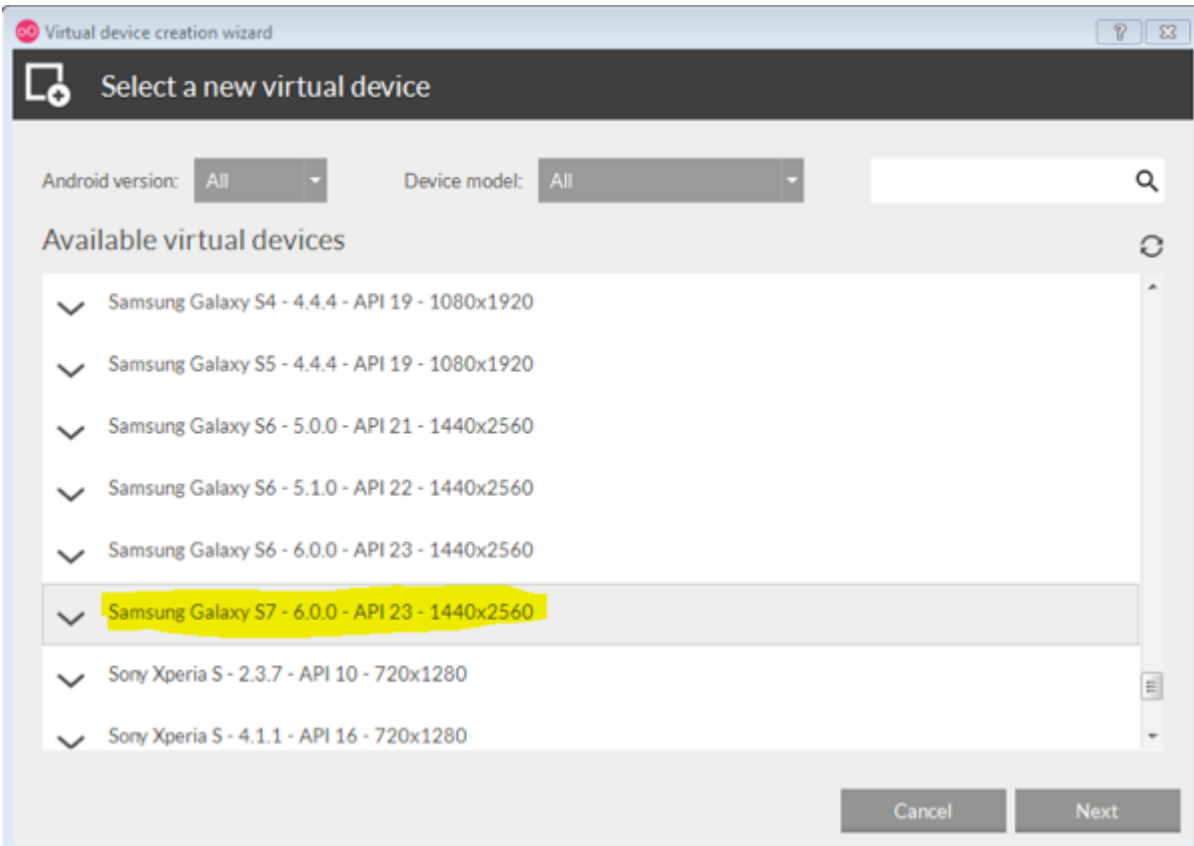 Virtual device creation wizard
Select a new virtual device
Android version: All Device model: All
Available virtual devices
Samsung Galaxy S4 - 4.4.4 - API 19 - 1080x1920
Samsung Galaxy S5 - 4.4.4 - API 19 - 1080x1920
Samsung Galaxy S6 - 5.0.0 - API 21 - 1440x2560
Samsung Galaxy S6 - 5.1.0 - API 22 - 1440x2560
Samsung Galaxy S6 - 6.0.0 - API 23 - 1440x2560
Samsung Galaxy S7 - 6.0.0 - API 23 - 1440x2560
Sony Xperia S - 2.3.7 - API 10 - 720x1280
Sony Xperia S - 4.1.1 - API 16 - 720x1280
Cancel Next